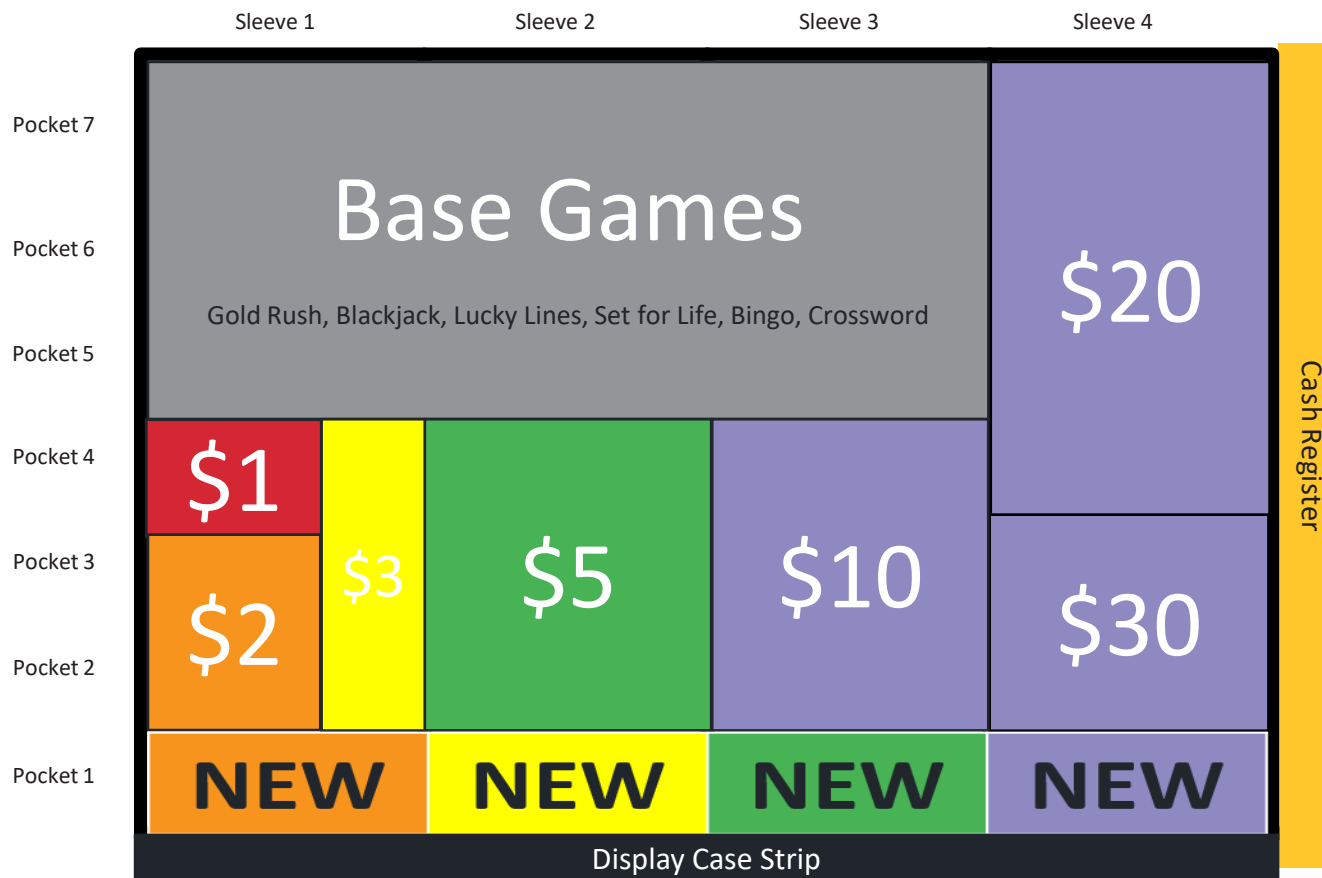 Sleeve 1
Sleeve 2
Sleeve 3
Sleeve 4
Pocket 7
Pocket 6
Pocket 5
Pocket 4
Pocket 3
Pocket 2
Pocket 1
Base Games
Gold Rush, Blackjack, Lucky Lines, Set for Life, Bingo, Crossword
$20
$1
$2
$3
$5
$10
$30
NEW
NEW
NEW
NEW
Display Case Strip
Cash Register